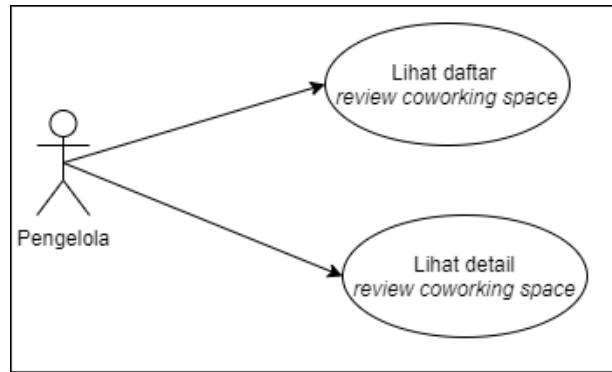 Lihat daftar
review coworking space
Pengelola
Lihat detail
review coworking space